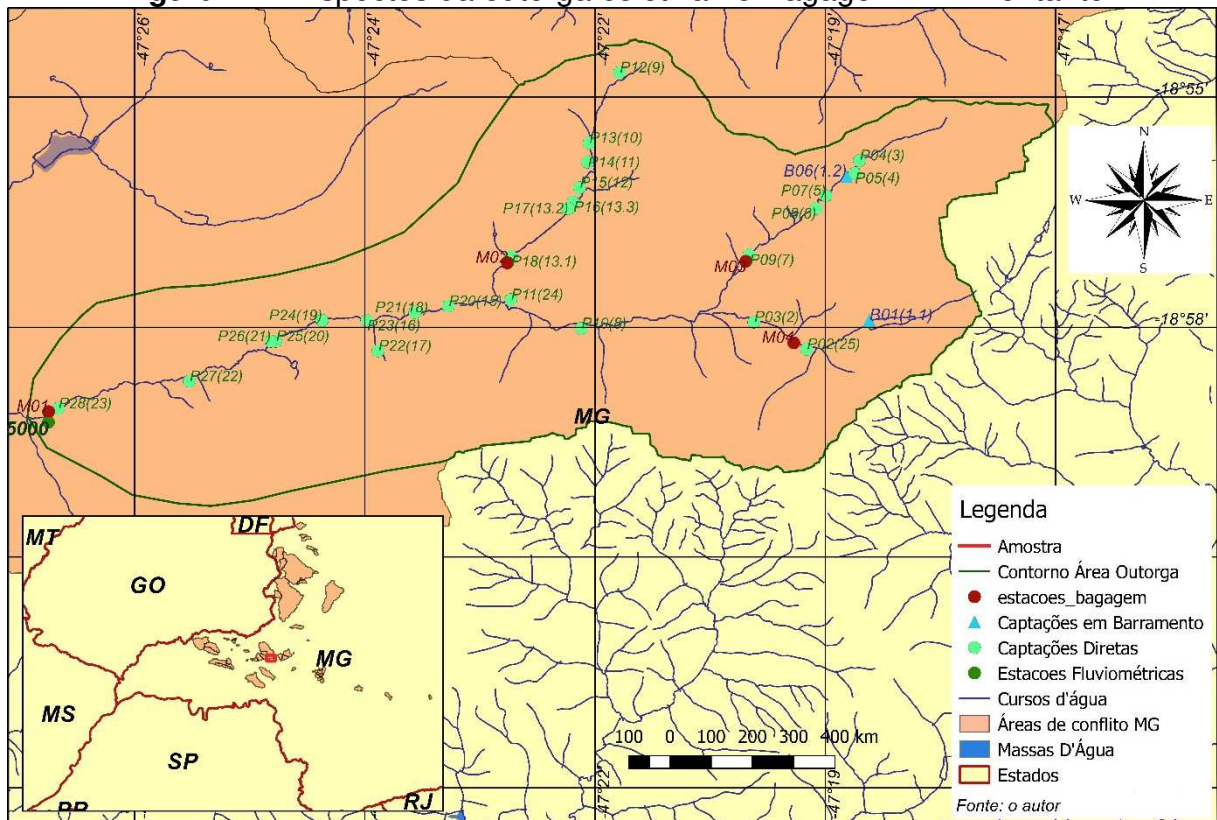 -47°26'
-47°24'
-47°22'
-47°19'
-47°17'
P12(9)
-18°55'
P13(10)
P14(11)
P15(12)
P17(13.2)
P16(13.3)
B06(1.2)
P04(3)
P05(4)
P07(5)
P08(6)
N
W
E
S
M02
P18(13.1)
M03
P09(7)
P11(24)
P20(15)
P21(18)
P24(19)
P23(16)
P26(21)
P25(20)
P22(17)
P03(2)
B01(1.1)
-18°58'
M04
P02(25)
P27(22)
M01
P28(23)
5000
MG
MT
DF
GO
MG
MS
SP
RJ
Legenda
Amostra
Contorno Área Outorga
estacoes_bagagem
Captações em Barramento
Captações Diretas
Estacoes Fluviométricas
Cursos d'água
Áreas de conflito MG
Massas D'Água
Estados
100 0 100 200 300 400 km
-47°22'
-47°19'
Fonte: o autor